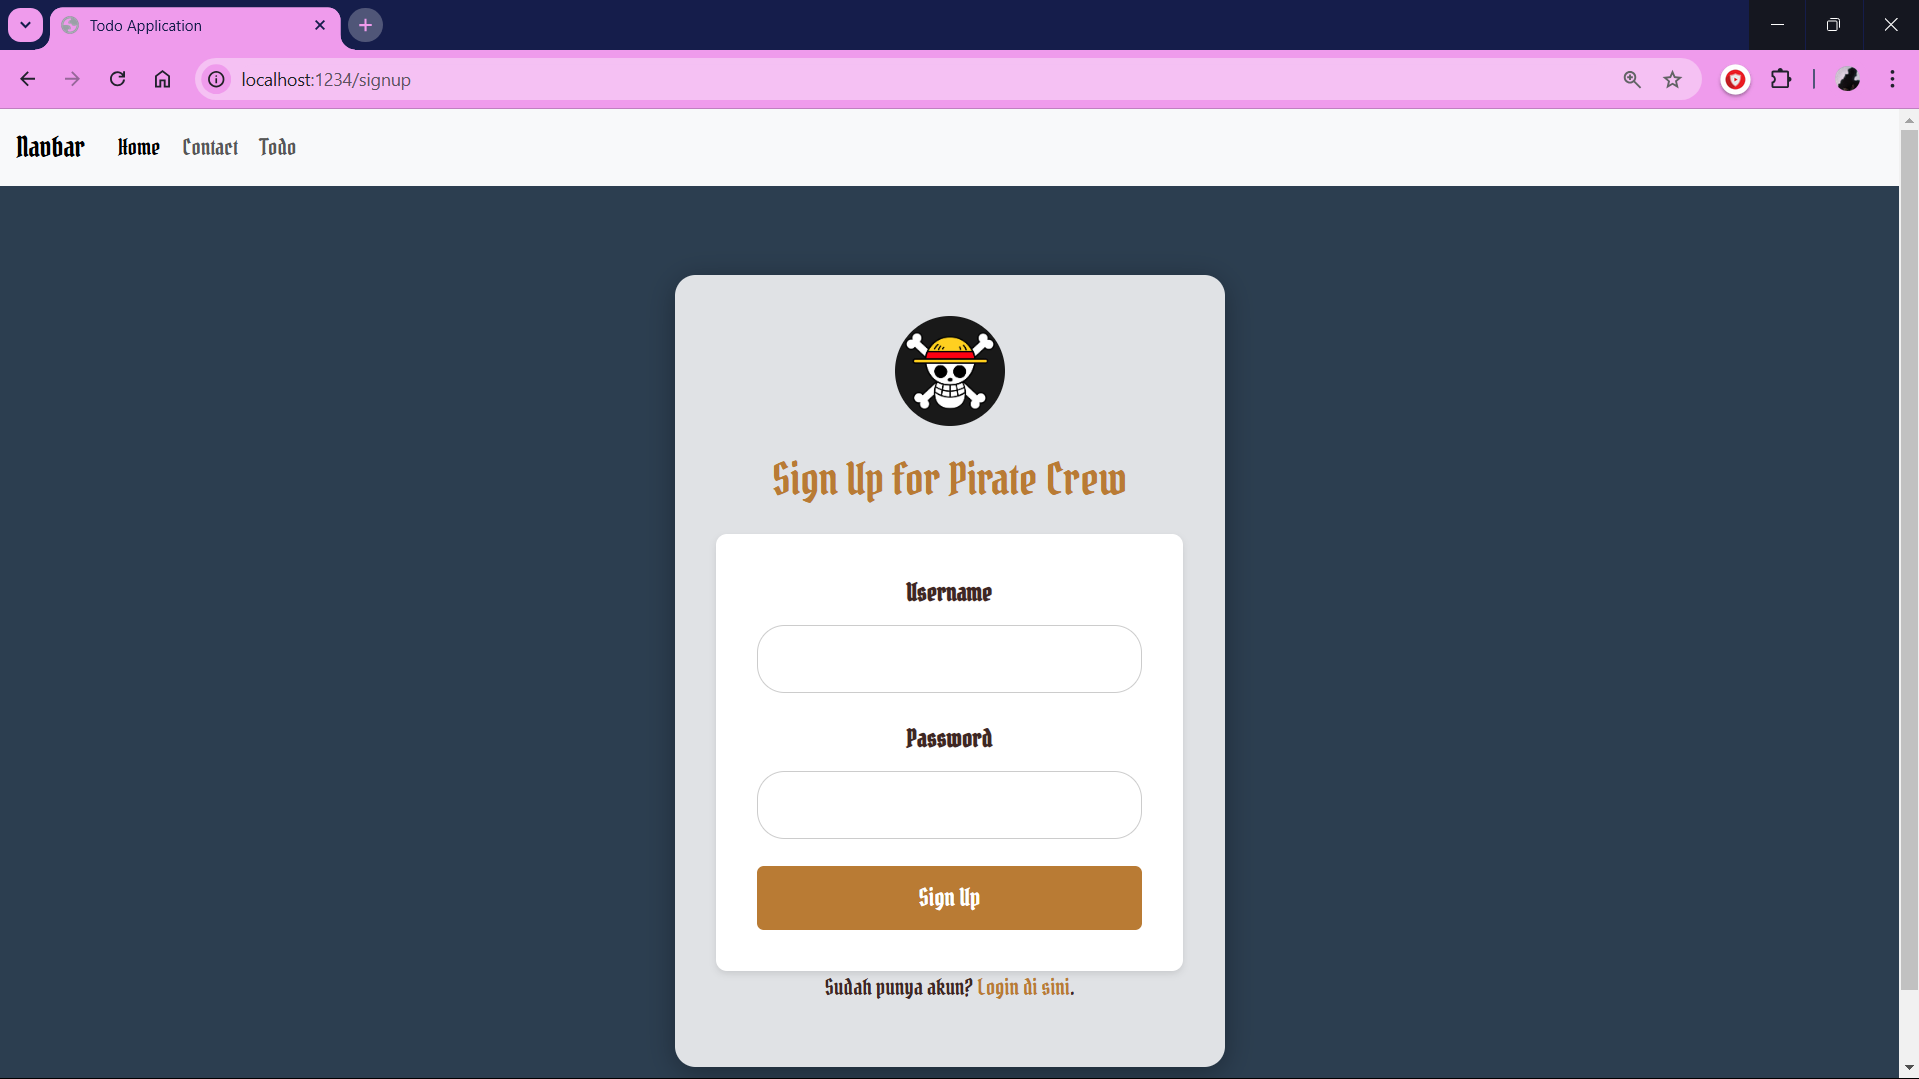 Todo Application
localhost:1234/signup
Navbar Home Contact Todo
Sign Up for Pirate Crew
Username
Password
Sign Up
Sudah punya akun? Login di sini.